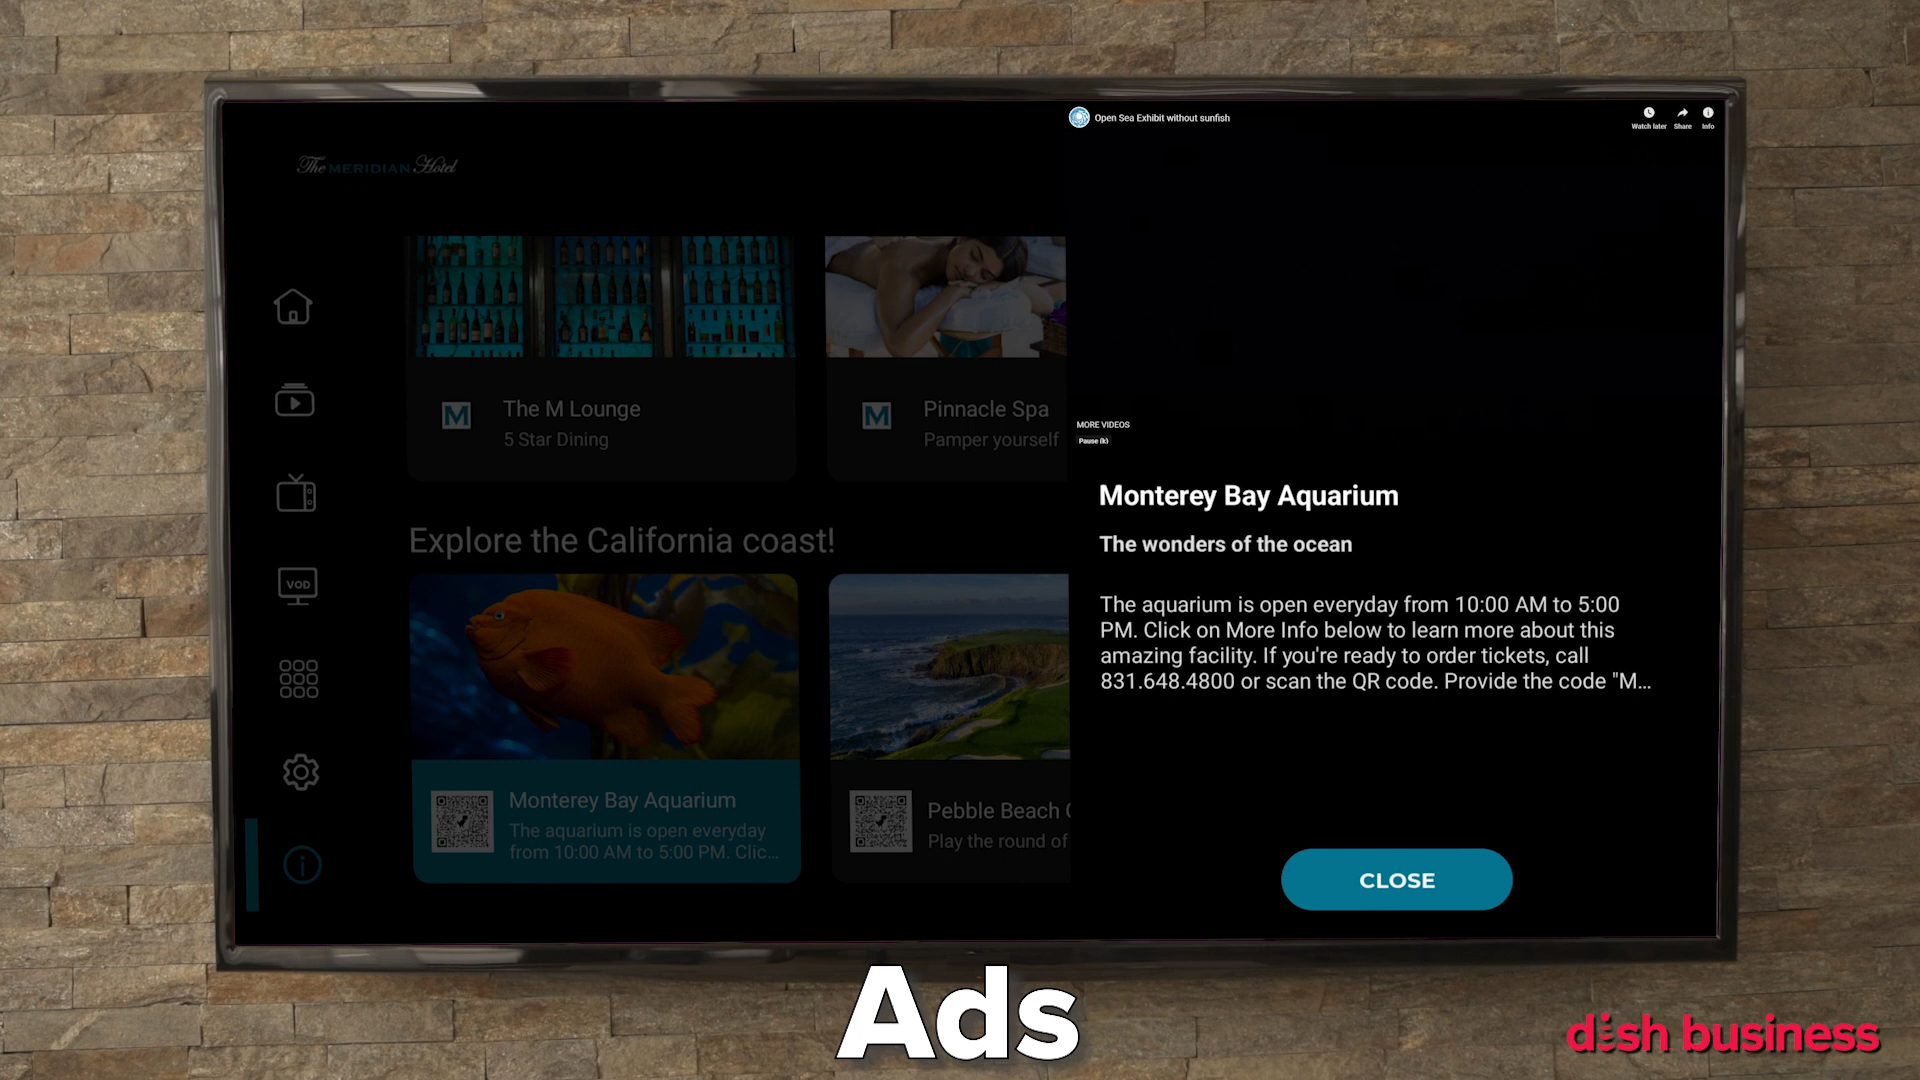 Open Sea Exhibit without sunfish
Watch later
Share
Info
The MERIDIAN Hotel
The M Lounge
5 Star Dining
M
Pinnacle Spa
Pamper yourself
M
MORE VIDEOS
Pause (k)
Explore the California coast!
VOD
Monterey Bay Aquarium
The aquarium is open everyday
from 10:00 AM to 5:00 PM. Clic...
Pebble Beach
Play the round of
Monterey Bay Aquarium
The wonders of the ocean
The aquarium is open everyday from 10:00 AM to 5:00
PM. Click on More Info below to learn more about this
amazing facility. If you're ready to order tickets, call
831.648.4800 or scan the QR code. Provide the code "M...
CLOSE
Ads
dish business